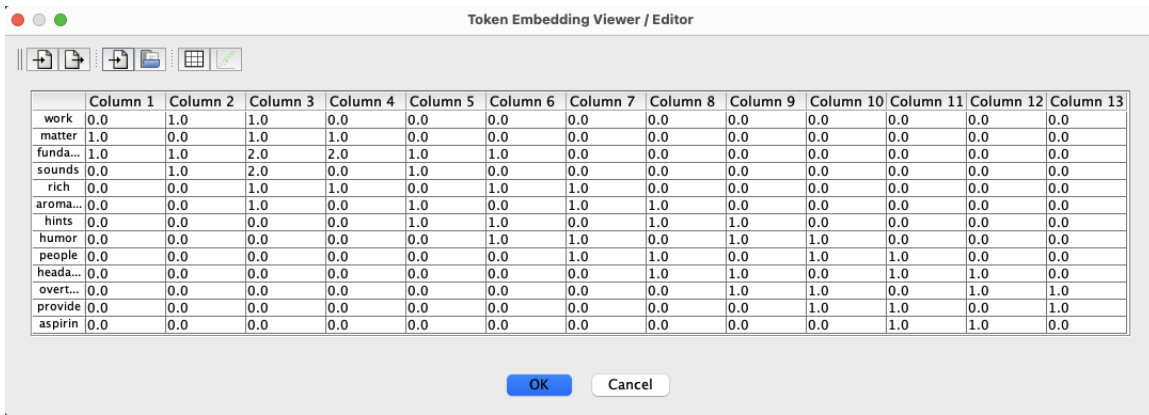 Token Embedding Viewer / Editor
Column 1 Column 2 Column 3 Column 4 Column 5 Column 6 Column 7 Column 8 Column 9 Column 10 Column 11 Column 12 Column 13
work 0.0 1.0 1.0 0.0 0.0 0.0 0.0 0.0 0.0 0.0 0.0 0.0 0.0
matter 1.0 0.0 1.0 1.0 0.0 0.0 0.0 0.0 0.0 0.0 0.0 0.0 0.0
funda... 1.0 1.0 2.0 2.0 1.0 1.0 0.0 0.0 0.0 0.0 0.0 0.0 0.0
sounds 0.0 1.0 2.0 0.0 1.0 0.0 0.0 0.0 0.0 0.0 0.0 0.0 0.0
rich 0.0 0.0 1.0 1.0 0.0 1.0 1.0 0.0 0.0 0.0 0.0 0.0 0.0
aroma... 0.0 0.0 1.0 0.0 1.0 0.0 1.0 1.0 0.0 0.0 0.0 0.0 0.0
hints 0.0 0.0 0.0 0.0 1.0 1.0 0.0 1.0 1.0 0.0 0.0 0.0 0.0
humor 0.0 0.0 0.0 0.0 0.0 1.0 1.0 0.0 1.0 1.0 0.0 0.0 0.0
people 0.0 0.0 0.0 0.0 0.0 0.0 1.0 1.0 0.0 1.0 1.0 0.0 0.0
heada... 0.0 0.0 0.0 0.0 0.0 0.0 0.0 1.0 1.0 0.0 1.0 1.0 0.0
overt... 0.0 0.0 0.0 0.0 0.0 0.0 0.0 0.0 1.0 1.0 0.0 1.0 1.0
provide 0.0 0.0 0.0 0.0 0.0 0.0 0.0 0.0 0.0 1.0 1.0 0.0 1.0
aspirin 0.0 0.0 0.0 0.0 0.0 0.0 0.0 0.0 0.0 0.0 1.0 1.0 0.0
OK Cancel